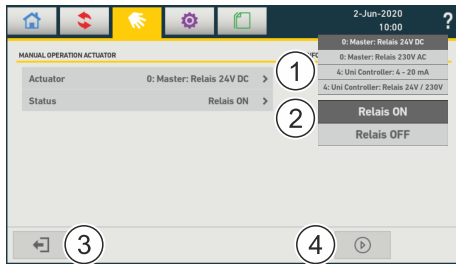 2-Jun-2020
10:00
?
MANUAL OPERATION ACTUATOR
0: Master: Relais 24V DC
0: Master: Relais 230V AC
4: Uni Controller: 4 - 20 mA
4: Uni Controller: Relais 24V / 230V
1
Actuator 0: Master: Relais 24 V DC >
Status Relais ON >
2
Relais ON
Relais OFF
3
4